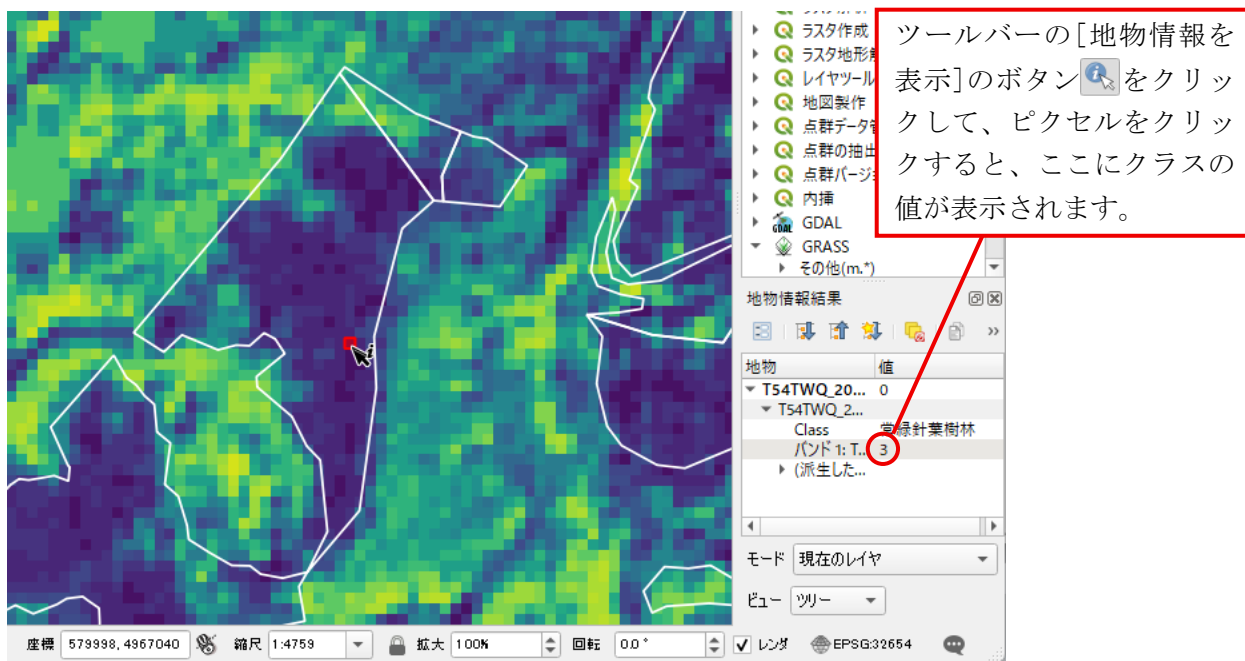 ラスタ作成
ラスタ地形
レイヤツール
地図製作
点群データ
点群の抽出
点群バージ
内挿
GDAL
GDAL
GRASS
その他(m.*)
ツールバーの[地物情報を
表示]のボタン i をクリッ
クして、ピクセルをクリッ
クすると、ここにクラスの
値が表示されます。
地物情報結果
»
地物 値
T54TWQ_20... 0
T54TWQ_2...
Class 常緑針葉樹林
バンド 1: T... 3
(派生した...
モード 現在のレイヤ
ビュー ツリー
座標 579998,4967040 縮尺 1:4759 拡大 100% 回転 0.0 ° レンダ EPSG:32654